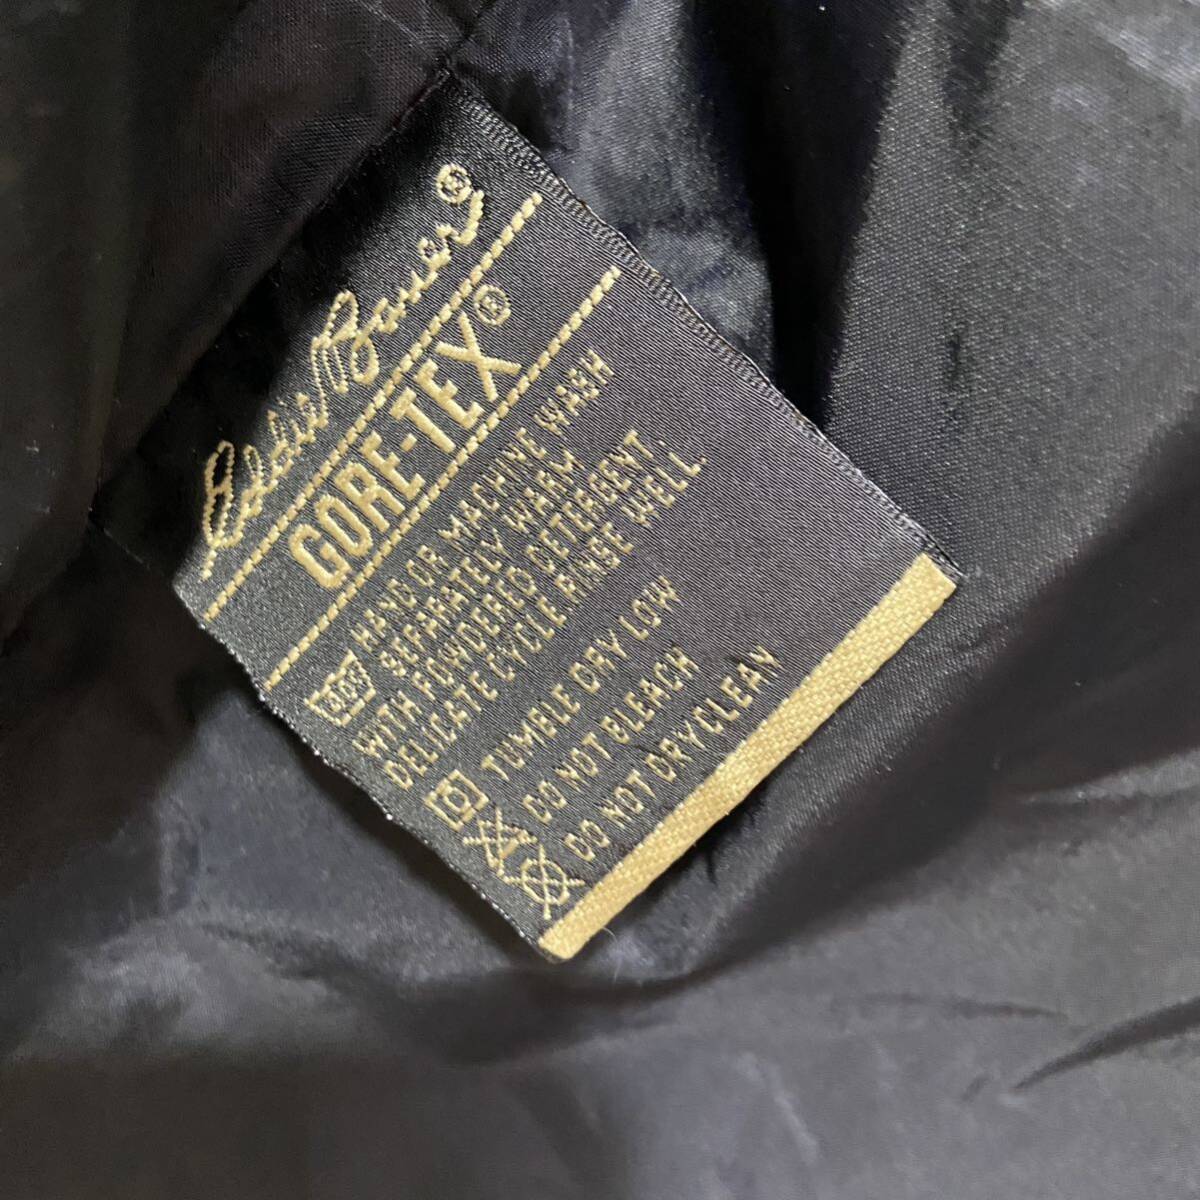 Eddie Bauer®
GORE-TEX®
HAND OR MACHINE WASH
SEPARATELY WARM
WITH POWDERED DETERGENT.
DELICATE CYCLE. RINSE WELL.
TUMBLE DRY LOW
DO NOT BLEACH
DO NOT DRYCLEAN